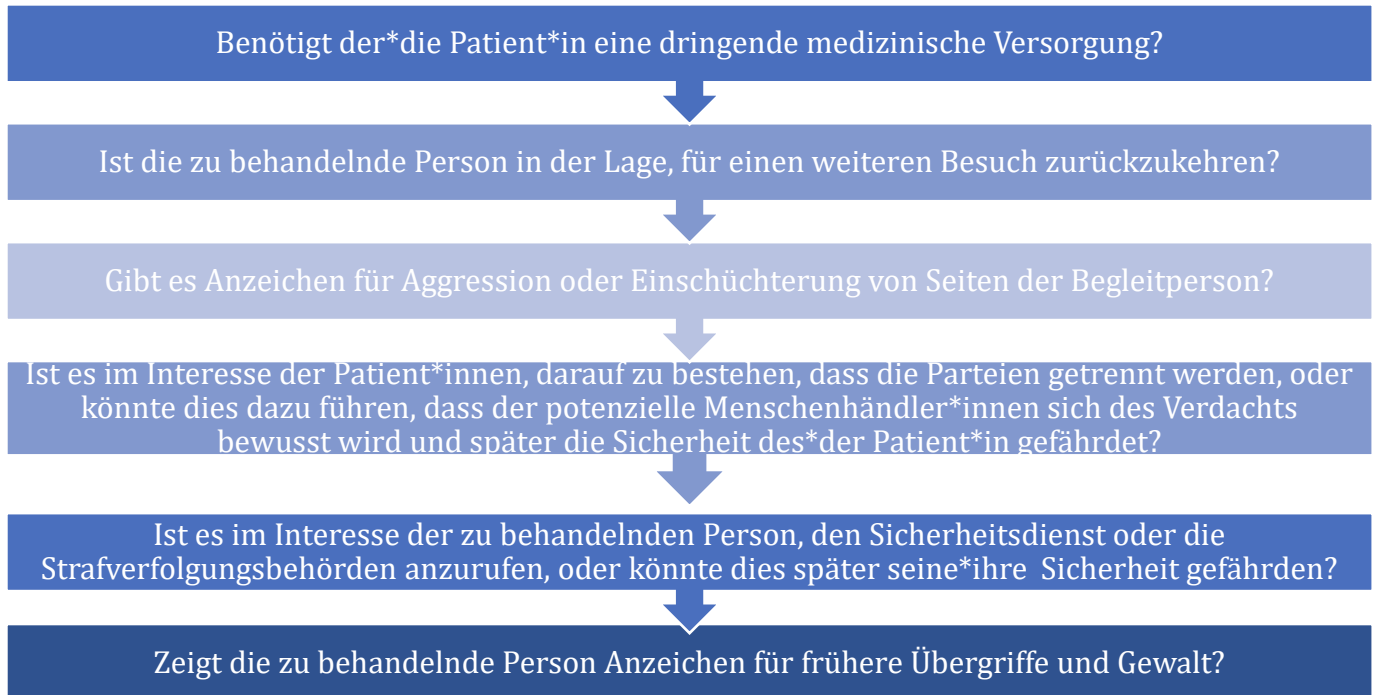 Benötigt der*die Patient*in eine dringende medizinische Versorgung?
Ist die zu behandelnde Person in der Lage, für einen weiteren Besuch zurückzukehren?
Gibt es Anzeichen für Aggression oder Einschüchterung von Seiten der Begleitperson?
Ist es im Interesse der Patient*innen, darauf zu bestehen, dass die Parteien getrennt werden, oder
könnte dies dazu führen, dass der potenzielle Menschenhändler*innen sich des Verdachts
bewusst wird und später die Sicherheit des*der Patient*in gefährdet?
Ist es im Interesse der zu behandelnden Person, den Sicherheitsdienst oder die
Strafverfolgungsbehörden anzurufen, oder könnte dies später seine*ihre Sicherheit gefährden?
Zeigt die zu behandelnde Person Anzeichen für frühere Übergriffe und Gewalt?